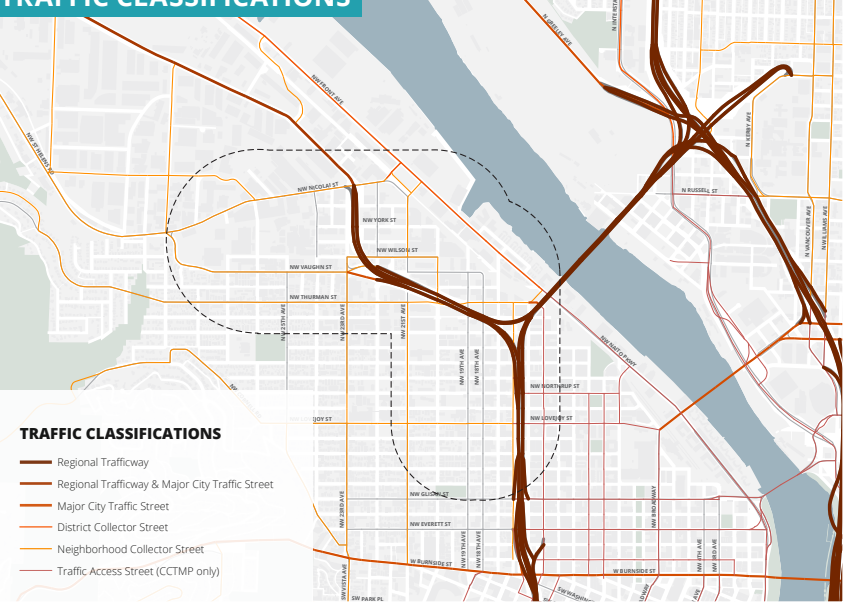 TRAFFIC CLASSIFICATIONS
N GREELEY AVE
NW FRONT AVE
N KERBY AVE
NW ST HELENS RD
NW NICOLAI ST
N RUSSELL ST
NW YORK ST
N VANCOUVER AVE
N WILLIAMS AVE
NW WILSON ST
NW VAUGHN ST
NW THURMAN ST
NW 25TH AVE
NW 23RD AVE
NW 21ST AVE
NW NAITO PKWY
NW 19TH AVE
NW 18TH AVE
NW NORTHRUP ST
NW LOVEJOY ST
TRAFFIC CLASSIFICATIONS
Regional Trafficway
Regional Trafficway & Major City Traffic Street
Major City Traffic Street
District Collector Street
Neighborhood Collector Street
Traffic Access Street (CCTMP only)
NW GLISAN ST
NW 23RD AVE
NW BROADWAY
NW EVERETT ST
NW 19TH AVE
NW 18TH AVE
W BURNSIDE ST
W BURNSIDE ST
SW PARK PL